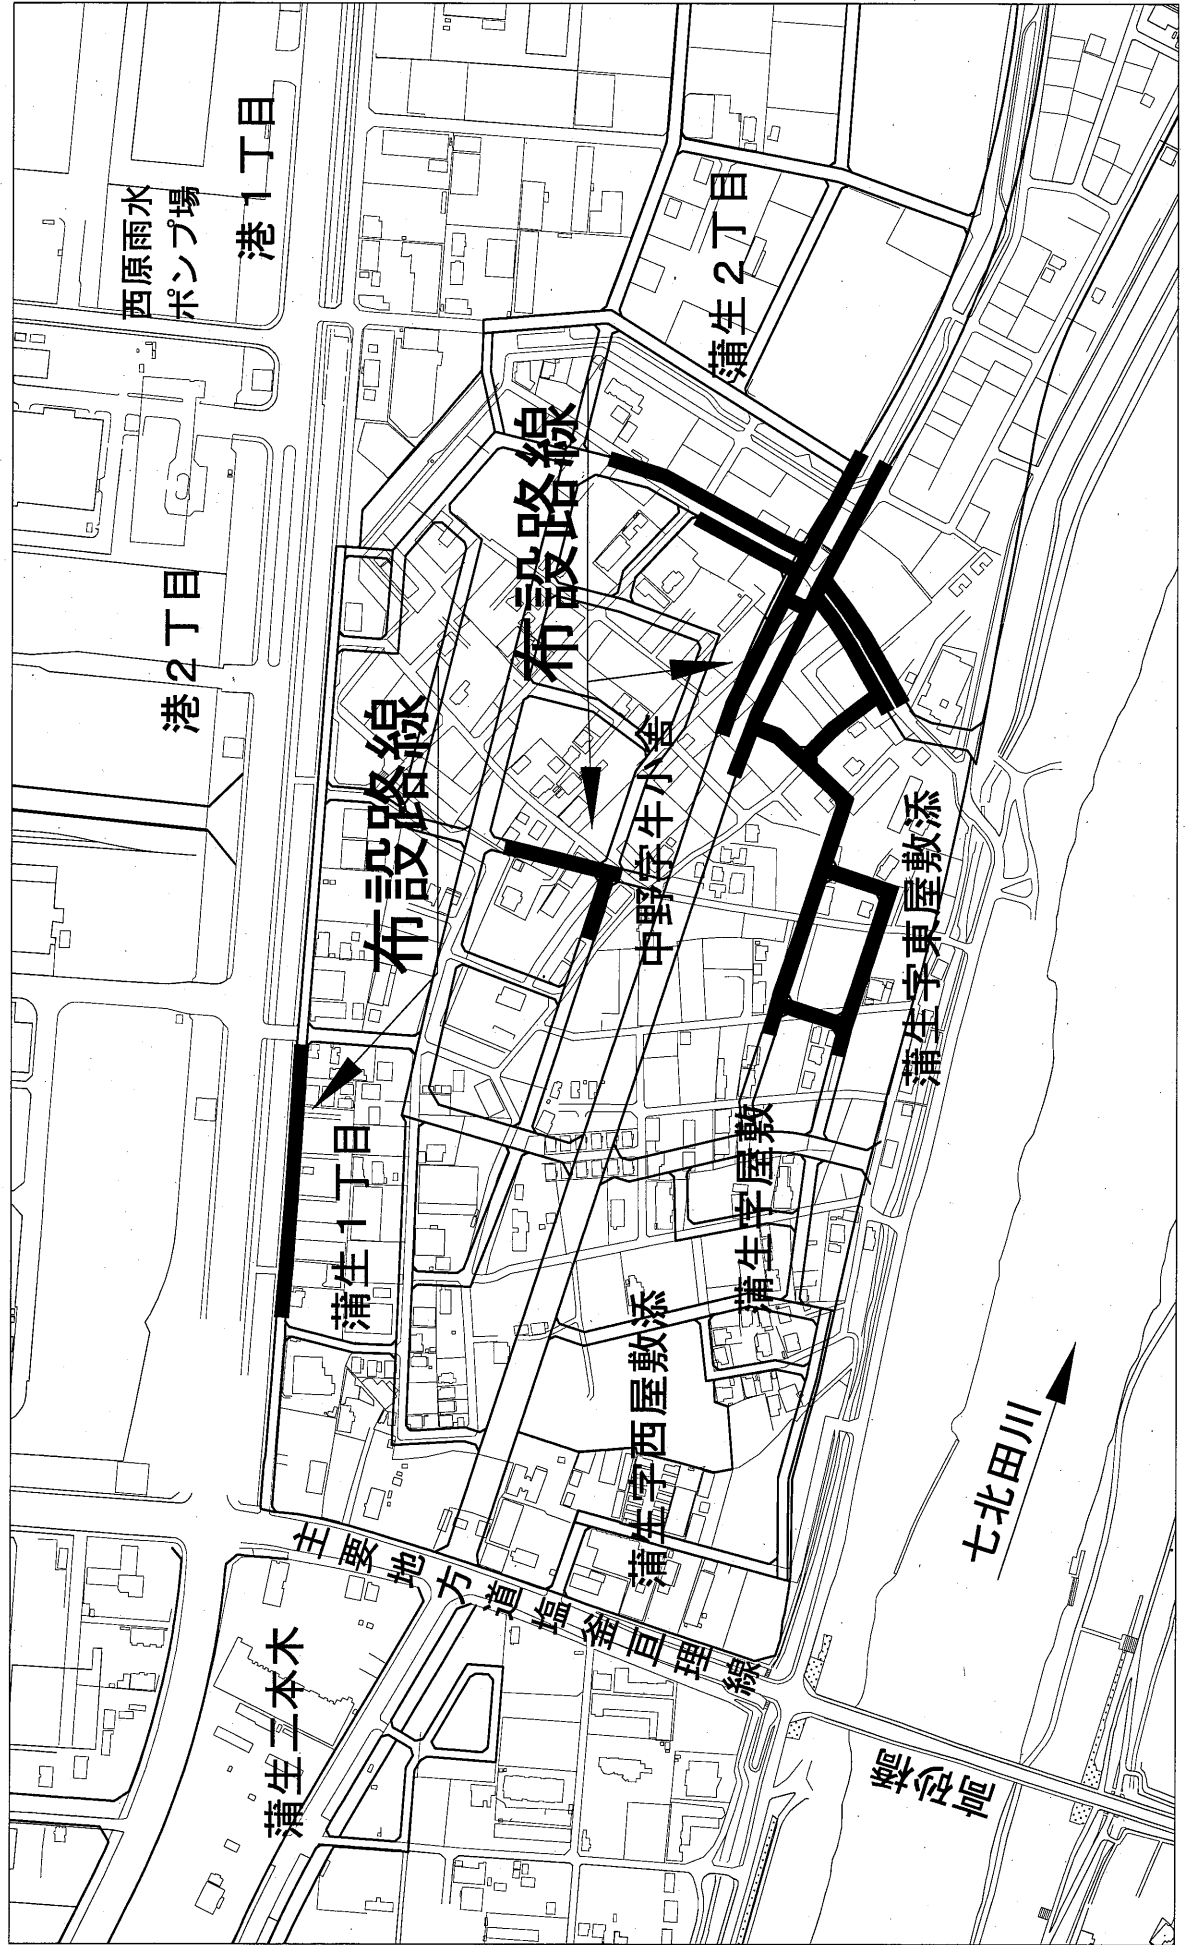 西原雨水
ポンプ場
港1丁目
港2丁目
蒲生2丁目
布設路線
布設路線
中野字牛小舎
蒲生字東屋敷添
蒲生1丁目
蒲生字屋敷
蒲生字西屋敷添
七北田川
主要地方道塩釜亘理線
蒲生二本木
高砂橋